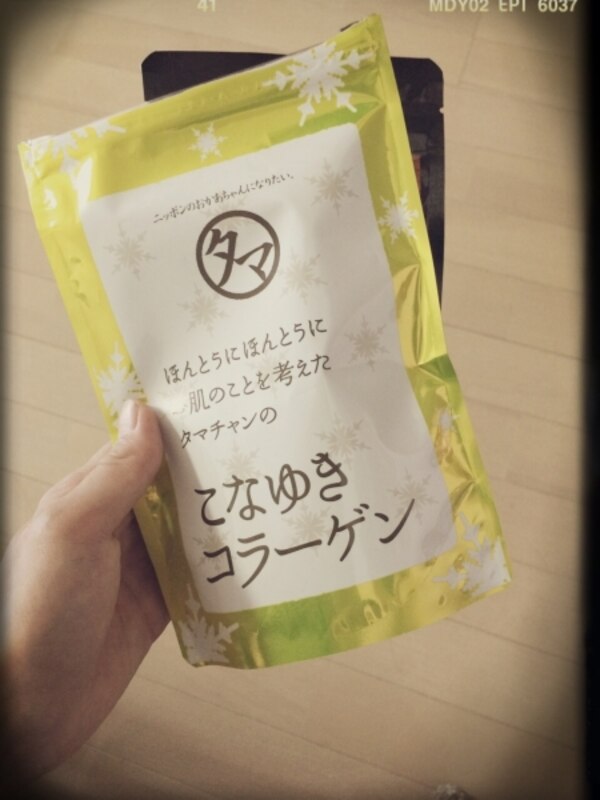 41
MDY02 EPT 6037
ニッポンのおかあちゃんになりたい。
タマ
ほんとうにほんとうに
お肌のことを考えた
タマチャンの
こなゆき
コラーゲン